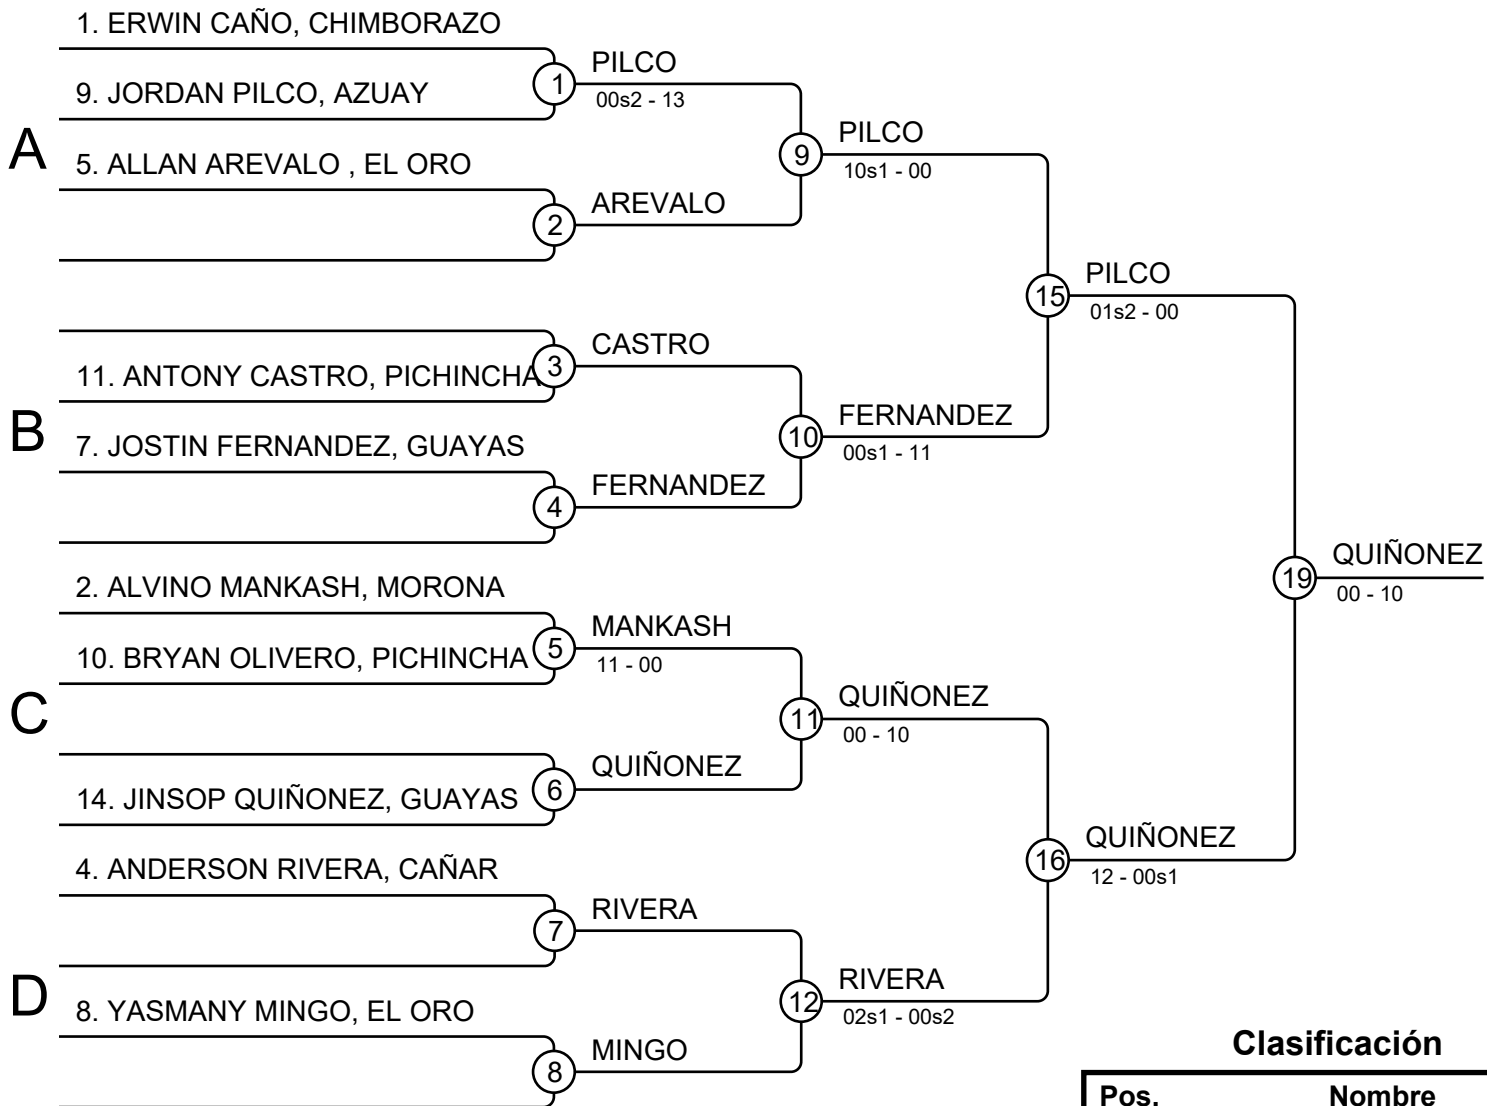 1. ERWIN CAÑO, CHIMBORAZO
9. JORDAN PILCO, AZUAY
1
PILCO
00s2 - 13
A
5. ALLAN AREVALO , EL ORO
2
AREVALO
9
PILCO
10s1 - 00
3
CASTRO
11. ANTONY CASTRO, PICHINCHA
B
7. JOSTIN FERNANDEZ, GUAYAS
4
FERNANDEZ
10
FERNANDEZ
00s1 - 11
15
PILCO
01s2 - 00
2. ALVINO MANKASH, MORONA
10. BRYAN OLIVERO, PICHINCHA
5
MANKASH
11 - 00
C
14. JINSOP QUIÑONEZ, GUAYAS
6
QUIÑONEZ
11
QUIÑONEZ
00 - 10
4. ANDERSON RIVERA, CAÑAR
7
RIVERA
D
8. YASMANY MINGO, EL ORO
8
MINGO
12
RIVERA
02s1 - 00s2
16
QUIÑONEZ
12 - 00s1
19
QUIÑONEZ
00 - 10
Clasificación
Pos. Nombre